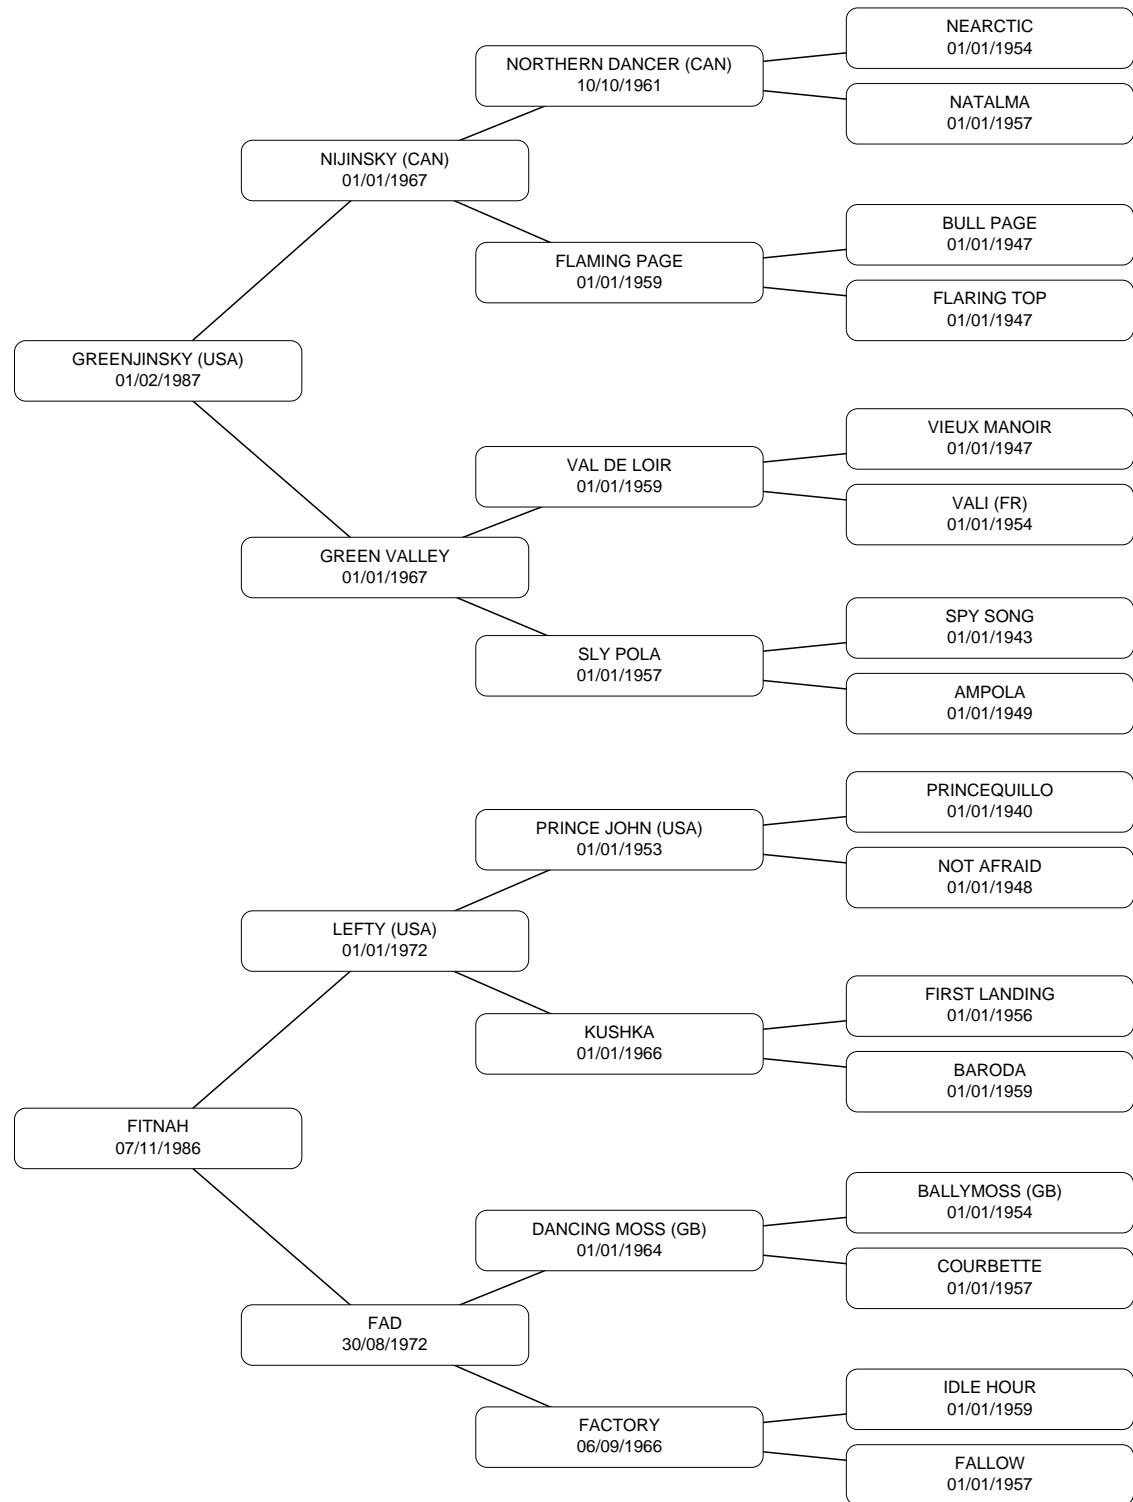 NEARCTIC
01/01/1954
NORTHERN DANCER (CAN)
10/10/1961
NATALMA
01/01/1957
NIJINSKY (CAN)
01/01/1967
BULL PAGE
01/01/1947
FLAMING PAGE
01/01/1959
FLARING TOP
01/01/1947
GREENJINSKY (USA)
01/02/1987
VIEUX MANOIR
01/01/1947
VAL DE LOIR
01/01/1959
VALI (FR)
01/01/1954
GREEN VALLEY
01/01/1967
SPY SONG
01/01/1943
SLY POLA
01/01/1957
AMPOLA
01/01/1949
PRINCEQUILLO
01/01/1940
PRINCE JOHN (USA)
01/01/1953
NOT AFRAID
01/01/1948
LEFTY (USA)
01/01/1972
FIRST LANDING
01/01/1956
KUSHKA
01/01/1966
BARODA
01/01/1959
FITNAH
07/11/1986
BALLYMOSS (GB)
01/01/1954
DANCING MOSS (GB)
01/01/1964
COURBETTE
01/01/1957
FAD
30/08/1972
IDLE HOUR
01/01/1959
FACTORY
06/09/1966
FALLOW
01/01/1957